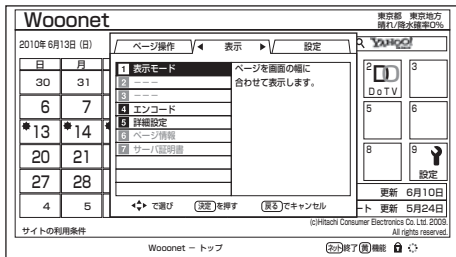 Wooonet
東京都 東京地方
晴れ/降水確率0%
2010年 6月13日 (日)
YAHOO!
ページ操作 ◀ 表示 ▶ 設定
1 表示モード
2 ---
3 ---
4 エンコード
5 詳細設定
6 ページ情報
7 サーバ証明書
ページを画面の幅に
合わせて表示します。
で選び 決定を押す 戻るでキャンセル
日 月
30 31
6 7
*13 *14
20 21
27 28
4 5
2 DoTV 3
5 6
8 9 設定
更新 6月10日
ート 更新 5月24日
サイトの利用条件
(c)Hitachi Consumer Electronics Co. Ltd. 2009.
All rights reserved.
Wooonet − トップ
ネット終了 黄機能